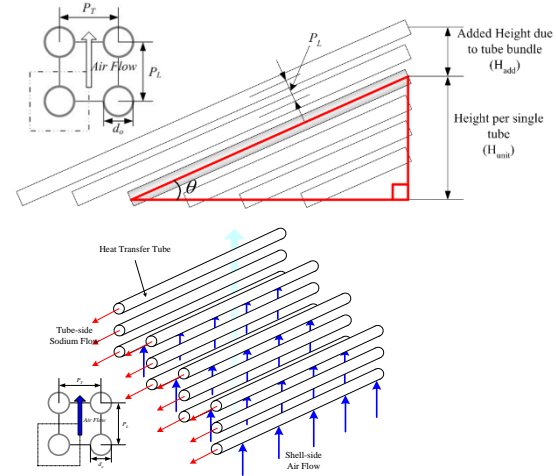 P_T
Air Flow
P_L
d_o
P_L
θ
Added Height due
to tube bundle
(H_add)
Height per single
tube
(H_unit)
Heat Transfer Tube
Tube-side
Sodium Flow
P_T
Air Flow
P_L
d_o
Shell-side
Air Flow